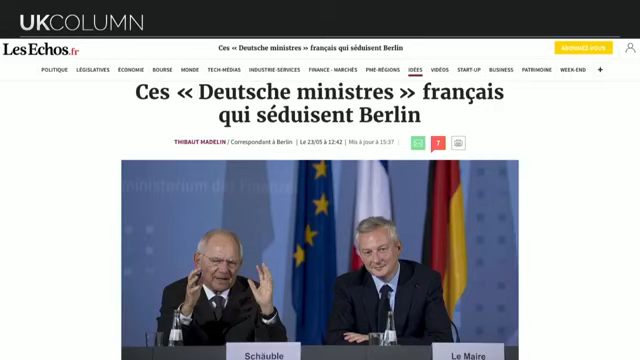 UKCOLUMN
LesEchos.fr
Ces « Deutsche ministres » français qui séduisent Berlin
ABONNEZ-VOUS
POLITIQUE LÉGISLATIVES ÉCONOMIE BOURSE MONDE TECH-MÉDIAS INDUSTRIE-SERVICES FINANCE - MARCHÉS PME-RÉGIONS IDÉES VIDÉOS START-UP BUSINESS PATRIMOINE WEEK-END +
Ces « Deutsche ministres » français
qui séduisent Berlin
THIBAUT MADELIN / Correspondant à Berlin | Le 23/05 à 12:42 | Mis à jour à 15:37
7
ministerium der Finanzen
Schäuble
Le Maire